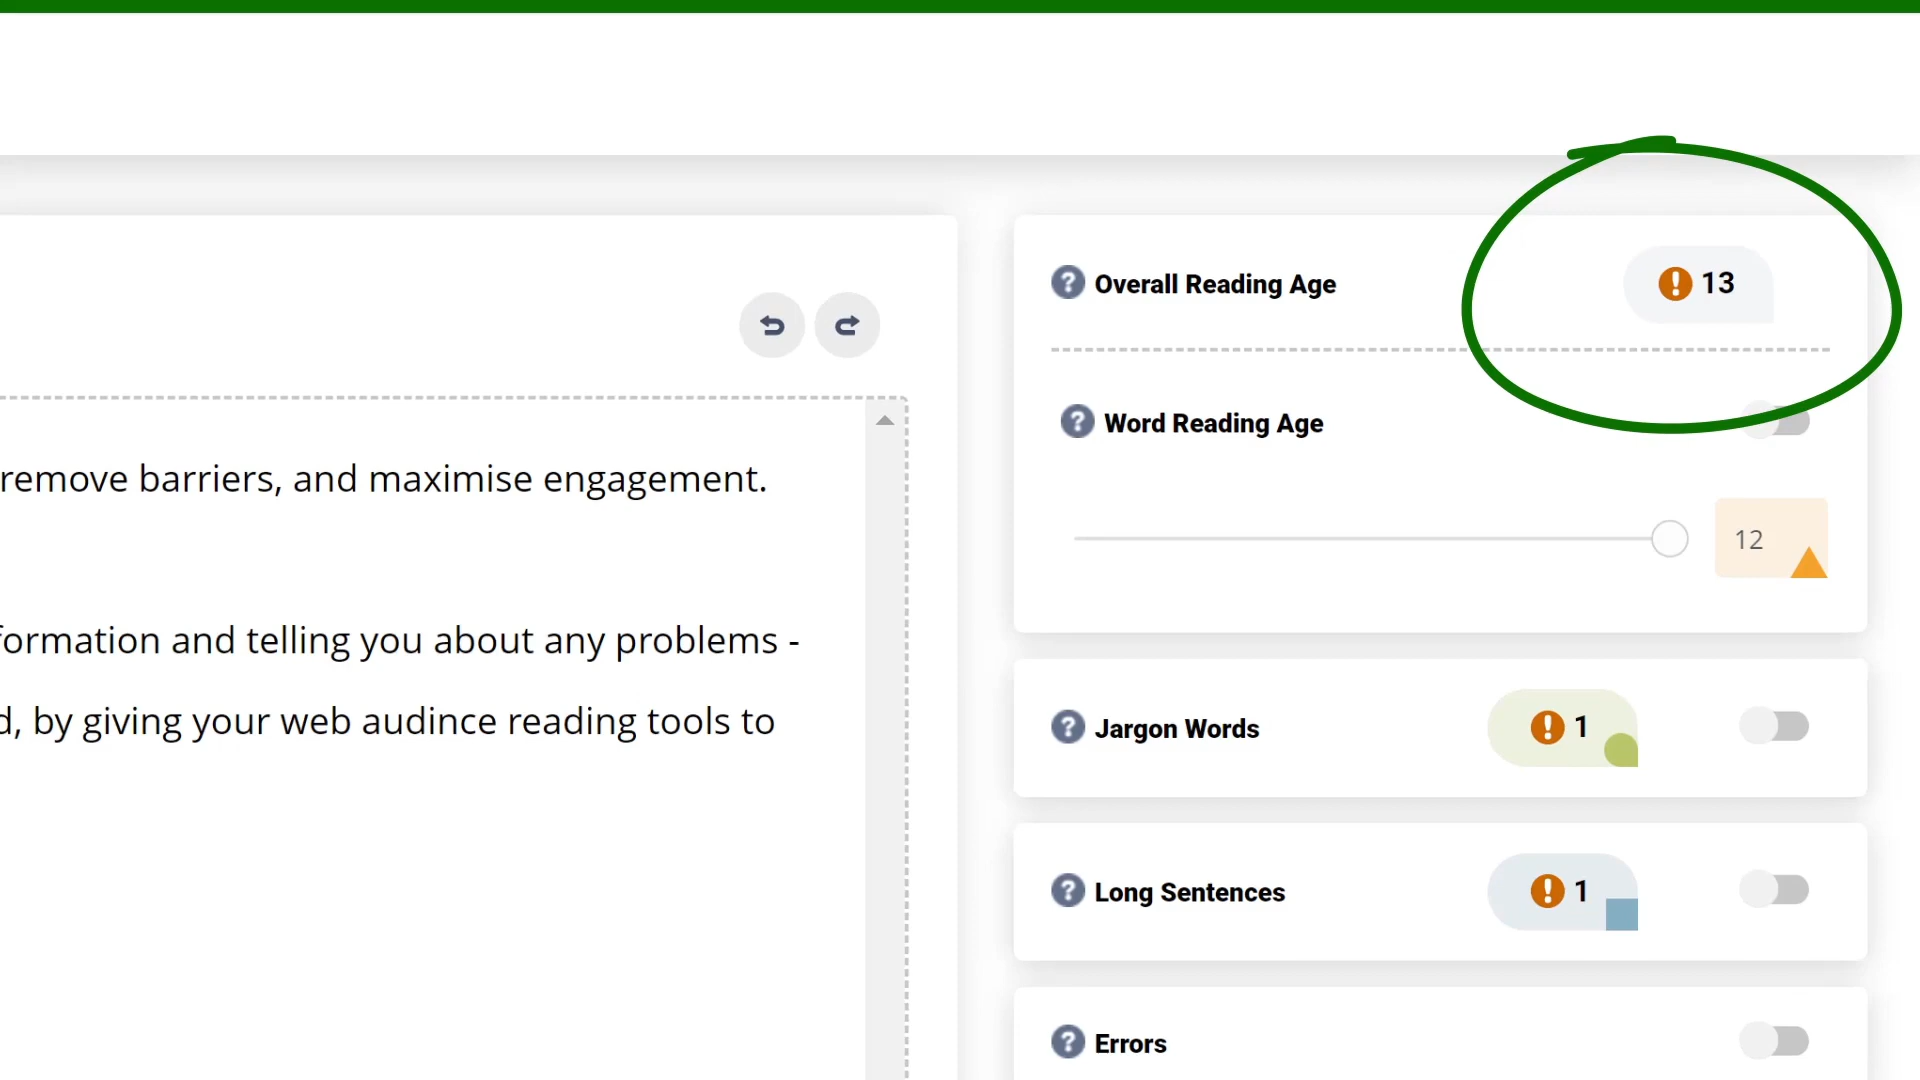 Overall Reading Age
13
Word Reading Age
12
remove barriers, and maximise engagement.
formation and telling you about any problems -
d, by giving your web audince reading tools to
Jargon Words
1
Long Sentences
1
Errors